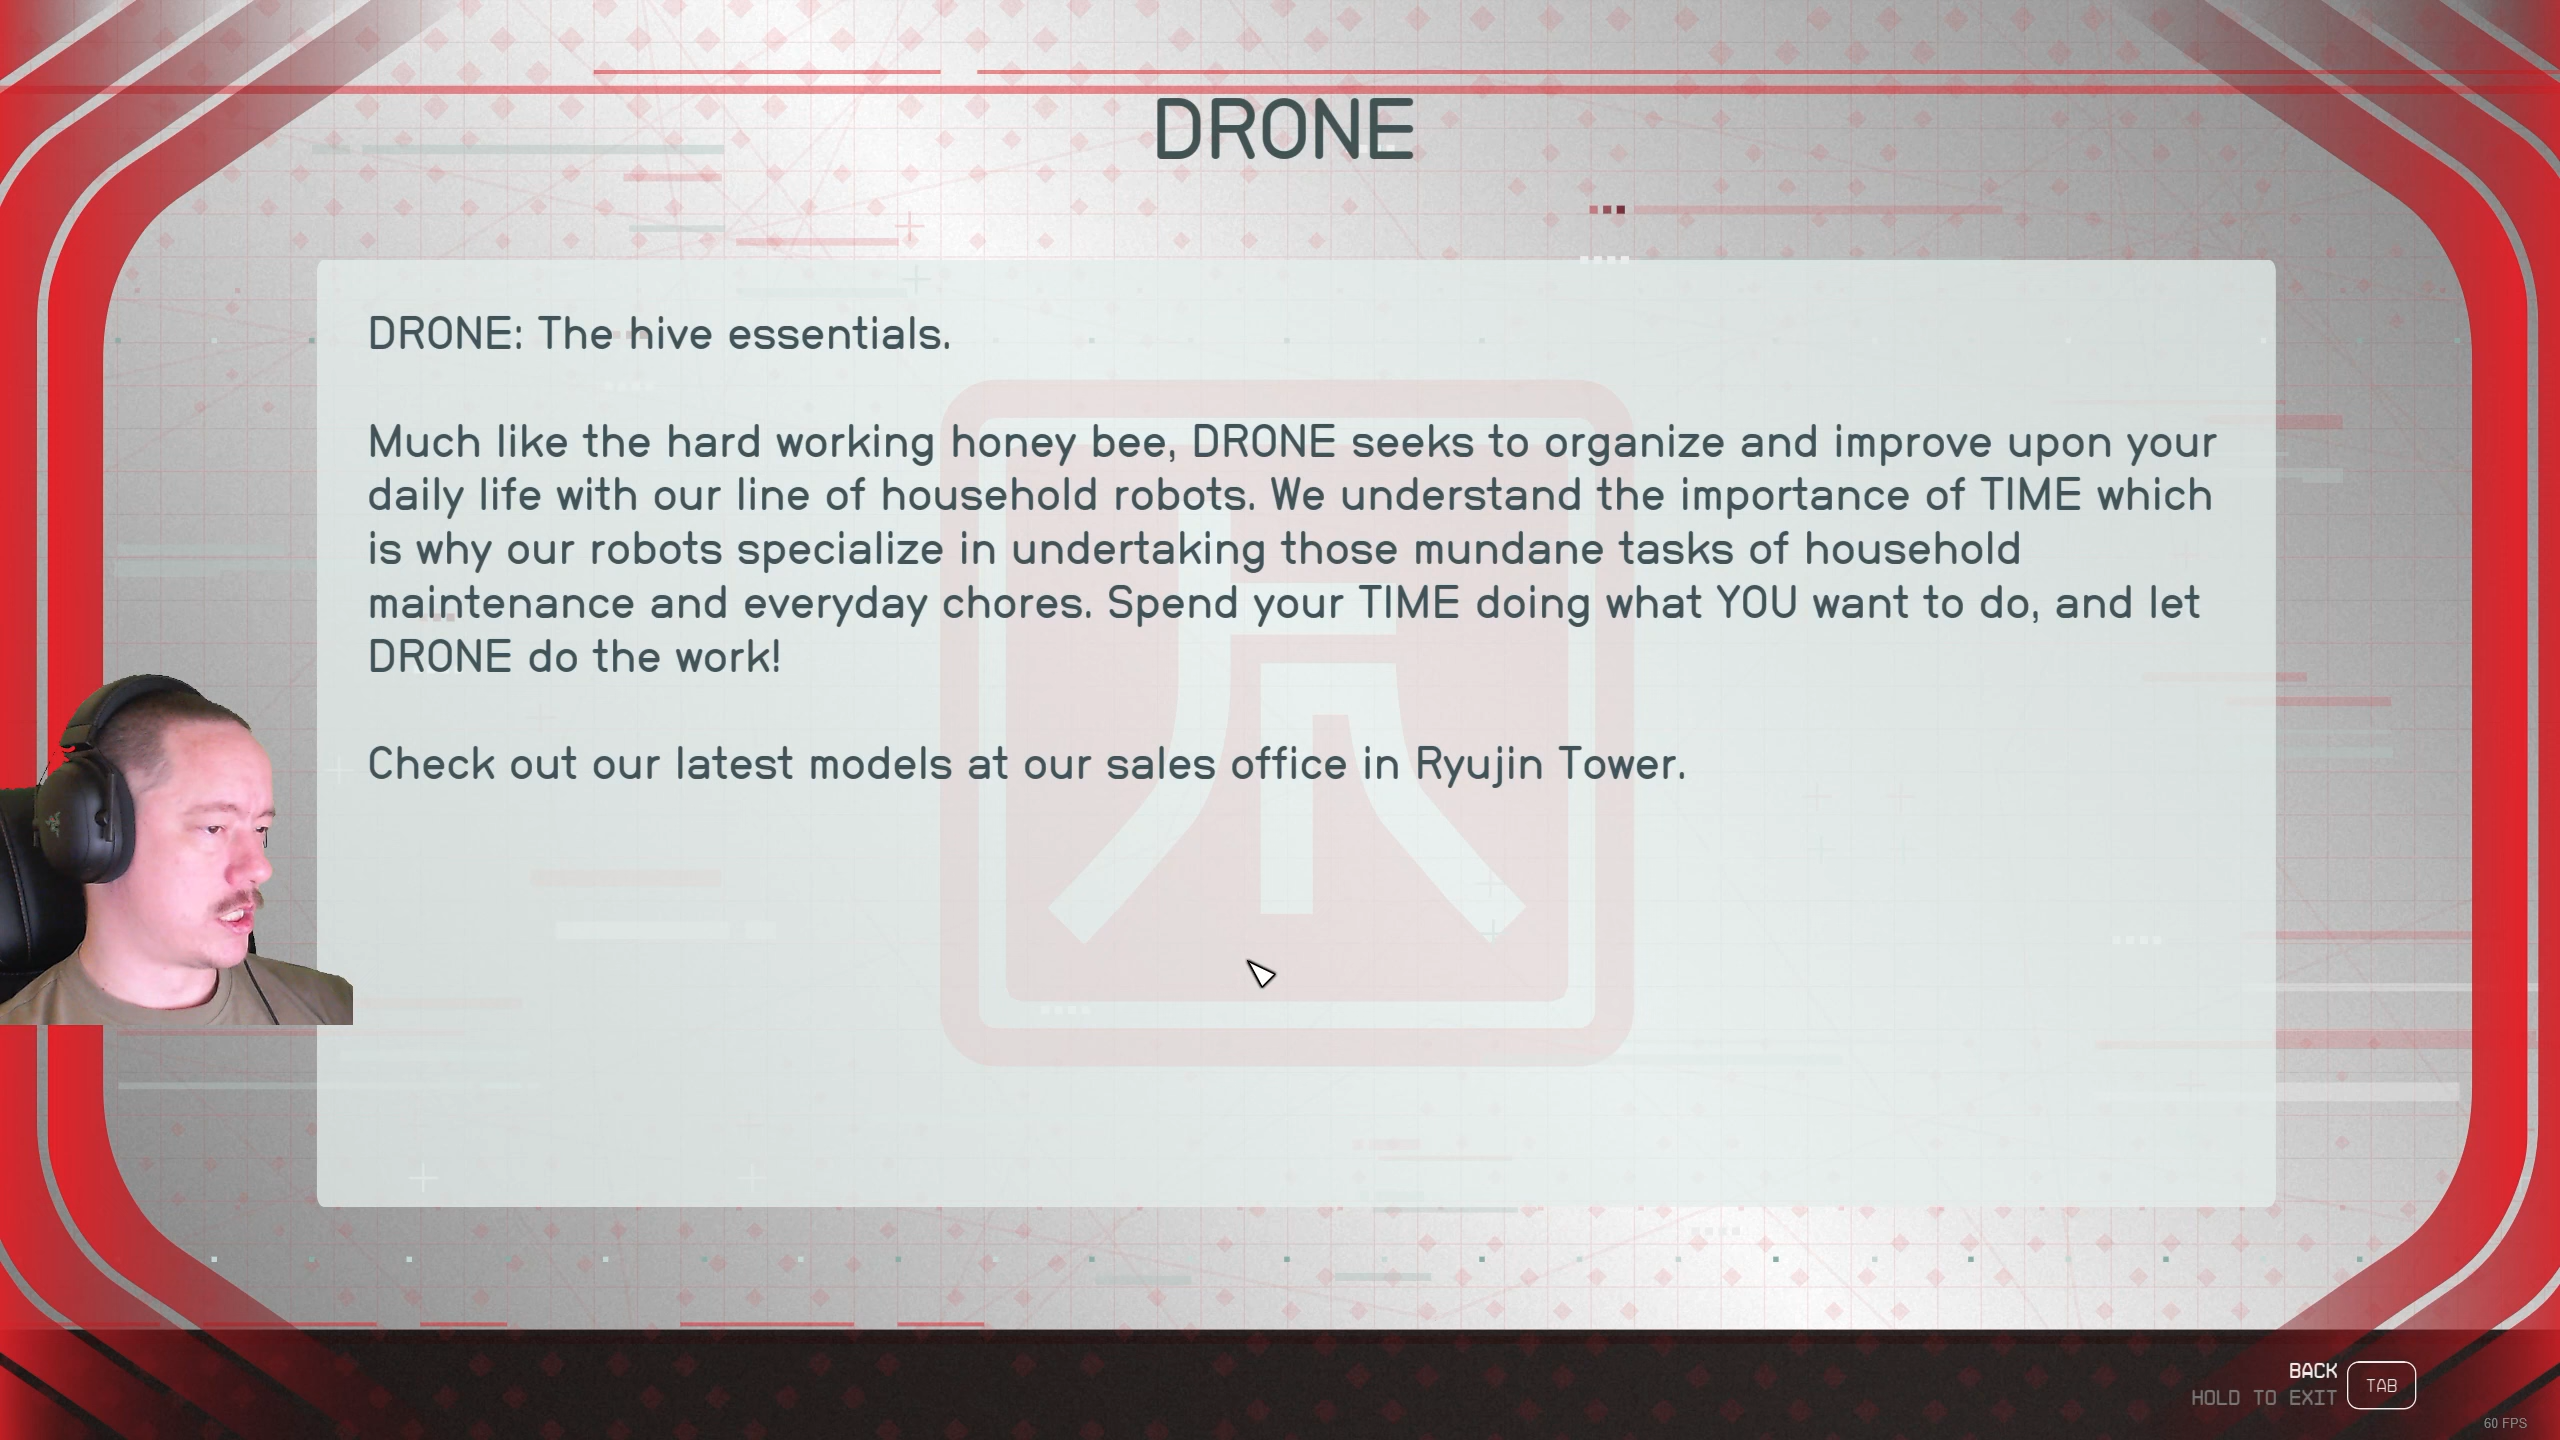 DRONE
DRONE: The hive essentials.
Much like the hard working honey bee, DRONE seeks to organize and improve upon your
daily life with our line of household robots. We understand the importance of TIME which
is why our robots specialize in undertaking those mundane tasks of household
maintenance and everyday chores. Spend your TIME doing what YOU want to do, and let
DRONE do the work!
Check out our latest models at our sales office in Ryujin Tower.
BACK
HOLD TO EXIT
TAB
60 FPS